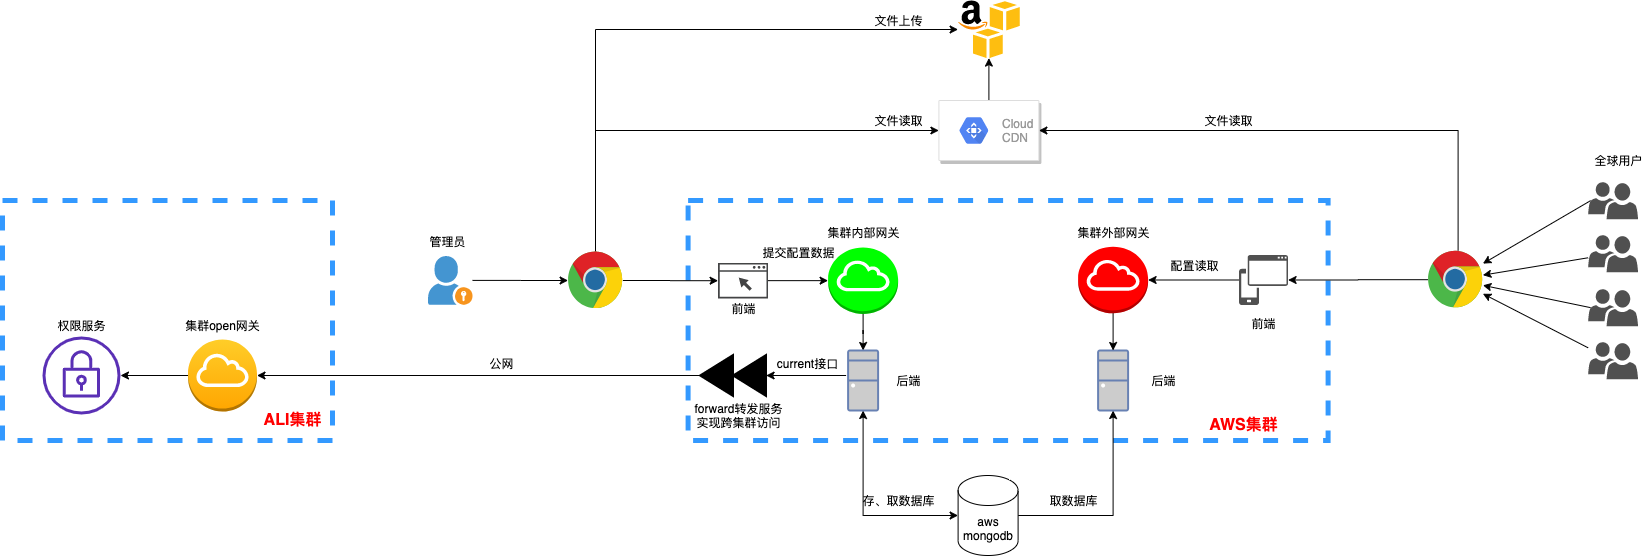 文件上传
a
文件读取
Cloud
CDN
文件读取
全球用户
管理员
提交配置数据
集群内部网关
集群外部网关
配置读取
前端
前端
权限服务
集群open网关
公网
current接口
后端
后端
forward转发服务
实现跨集群访问
ALI集群
AWS集群
存、取数据库
取数据库
aws
mongodb